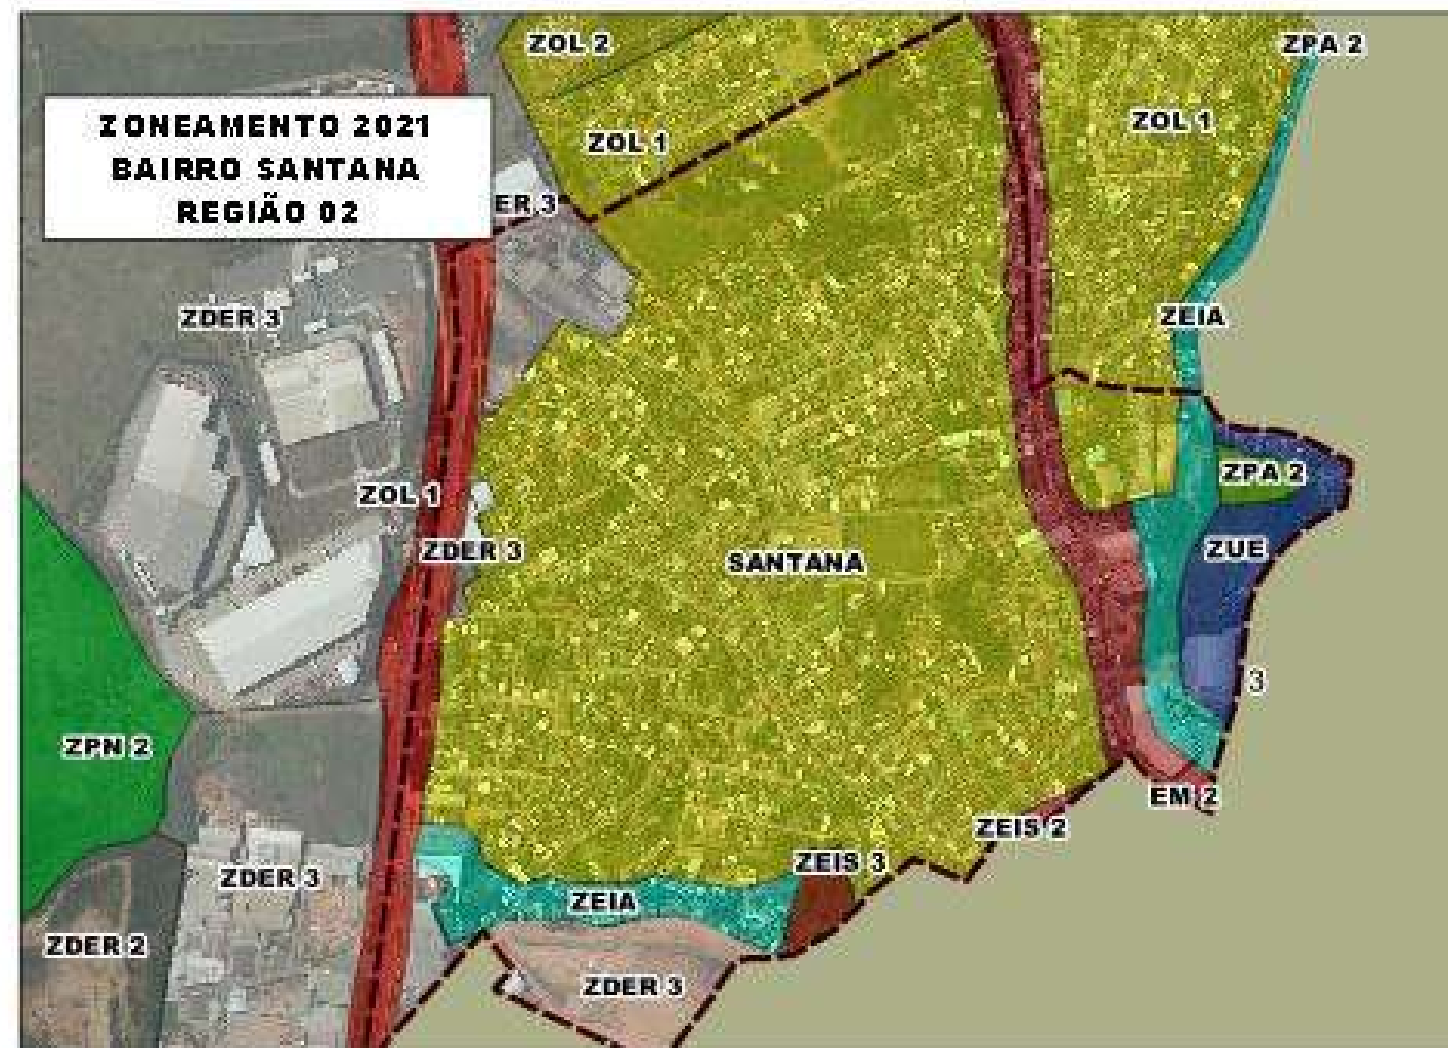 ZOL 2
ZPA 2
ZONEAMENTO 2021
BAIRRO SANTANA
REGIÃO 02
ZOL 1
ZOL 1
ER 3
ZDER 3
ZEIA
ZPA 2
ZOL 1
ZDER 3
SANTANA
ZUE
3
ZPN 2
EM 2
ZEIS 2
ZEIS 3
ZDER 3
ZEIA
ZDER 2
ZDER 3